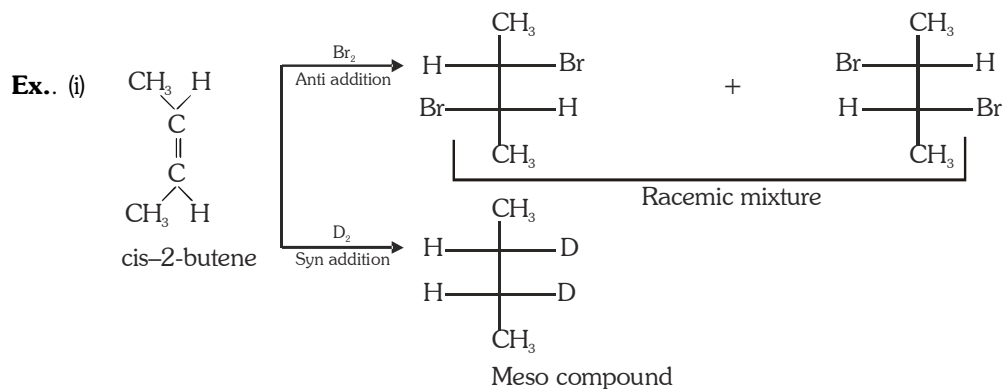 Ex.. (i)
CH₃ H
C
C
CH₃ H
cis–2-butene
Br₂
Anti addition
CH₃
H Br
Br H
CH₃
+
CH₃
Br H
H Br
CH₃
Racemic mixture
D₂
Syn addition
CH₃
H D
H D
CH₃
Meso compound